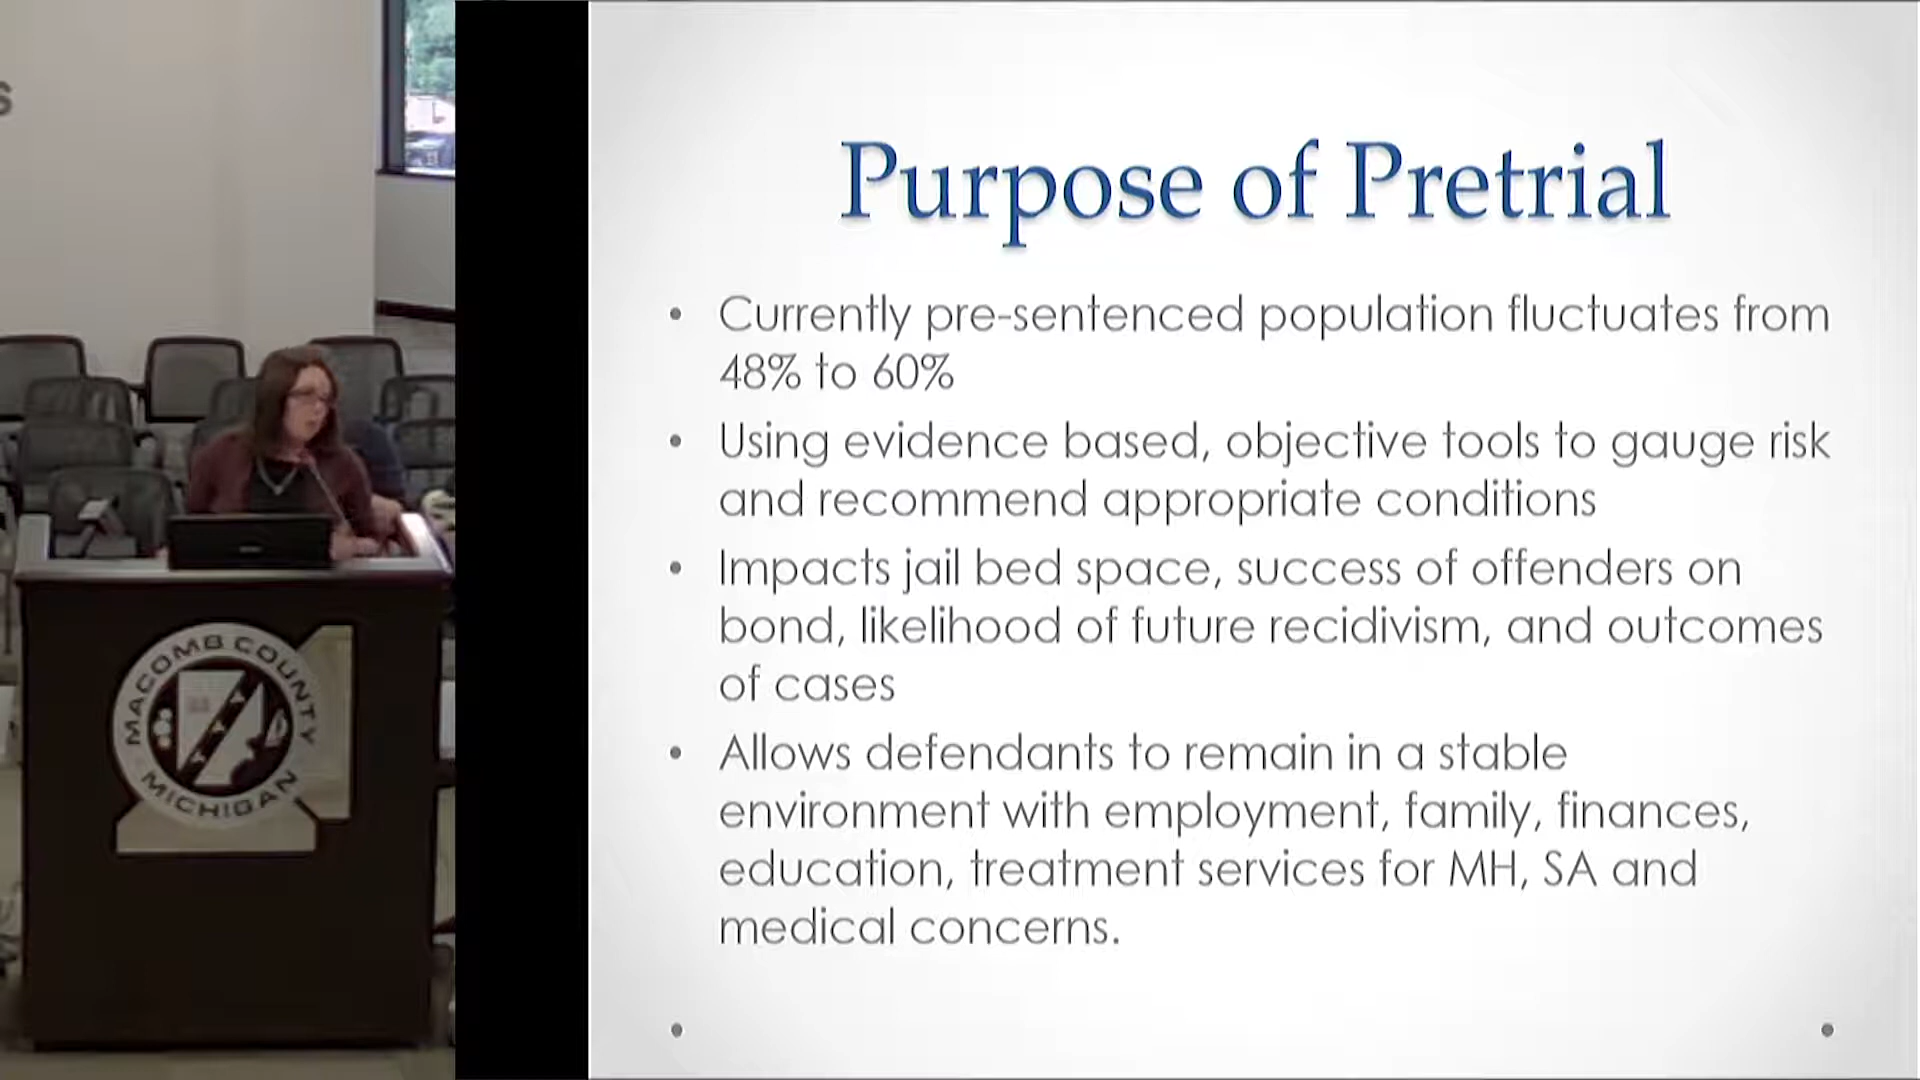 S
MACOMB COUNTY
MICHIGAN
Purpose of Pretrial
• Currently pre-sentenced population fluctuates from
48% to 60%
• Using evidence based, objective tools to gauge risk
and recommend appropriate conditions
• Impacts jail bed space, success of offenders on
bond, likelihood of future recidivism, and outcomes
of cases
• Allows defendants to remain in a stable
environment with employment, family, finances,
education, treatment services for MH, SA and
medical concerns.